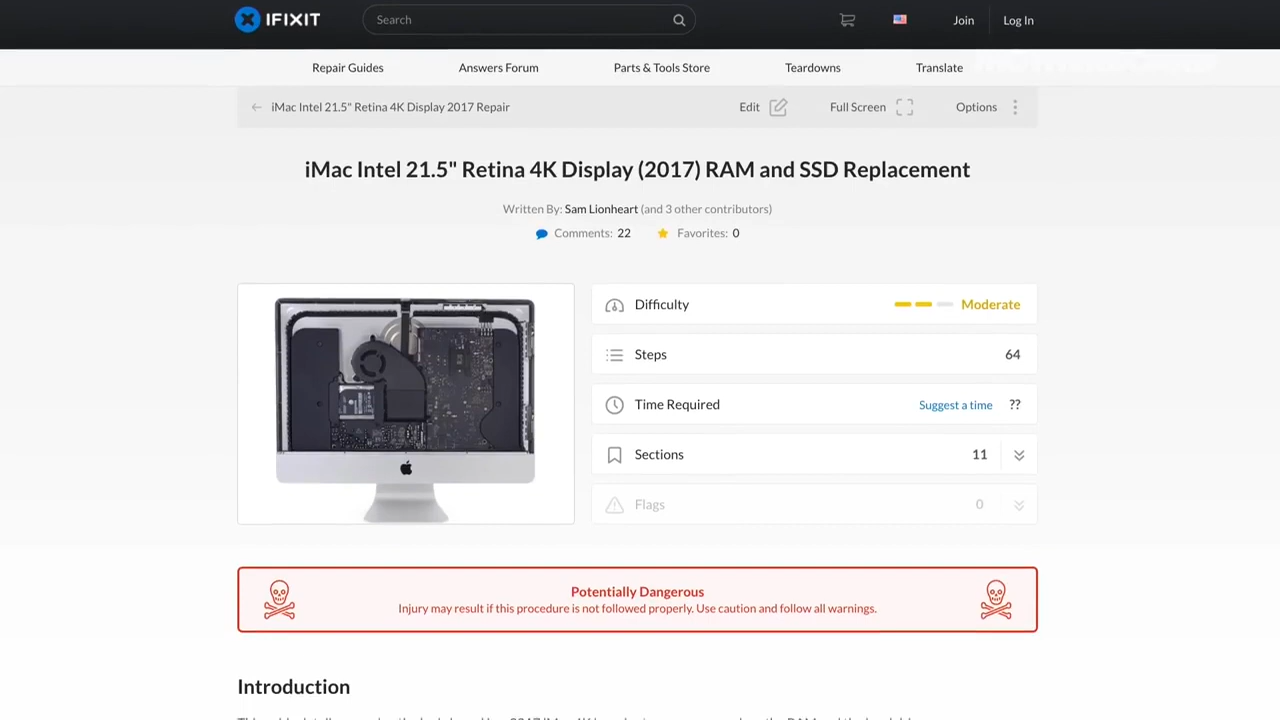 IFIXIT
Search
Join
Log In
Repair Guides
Answers Forum
Parts & Tools Store
Teardowns
Translate
iMac Intel 21.5" Retina 4K Display 2017 Repair
Edit
Full Screen
Options
iMac Intel 21.5" Retina 4K Display (2017) RAM and SSD Replacement
Written By: Sam Lionheart (and 3 other contributors)
Comments: 22 Favorites: 0
Difficulty Moderate
Steps 64
Time Required Suggest a time ??
Sections 11
Flags 0
Potentially Dangerous
Injury may result if this procedure is not followed properly. Use caution and follow all warnings.
Introduction